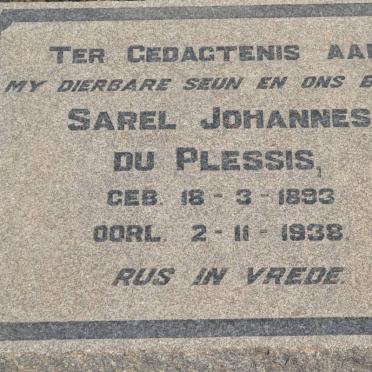 TER GEDAGTENIS AAN
MY DIERBARE SEUN EN ONS
SAREL JOHANNES
DU PLESSIS,
GEB. 18-3-1893
OORL. 2-11-1938.
RUS IN VREDE.